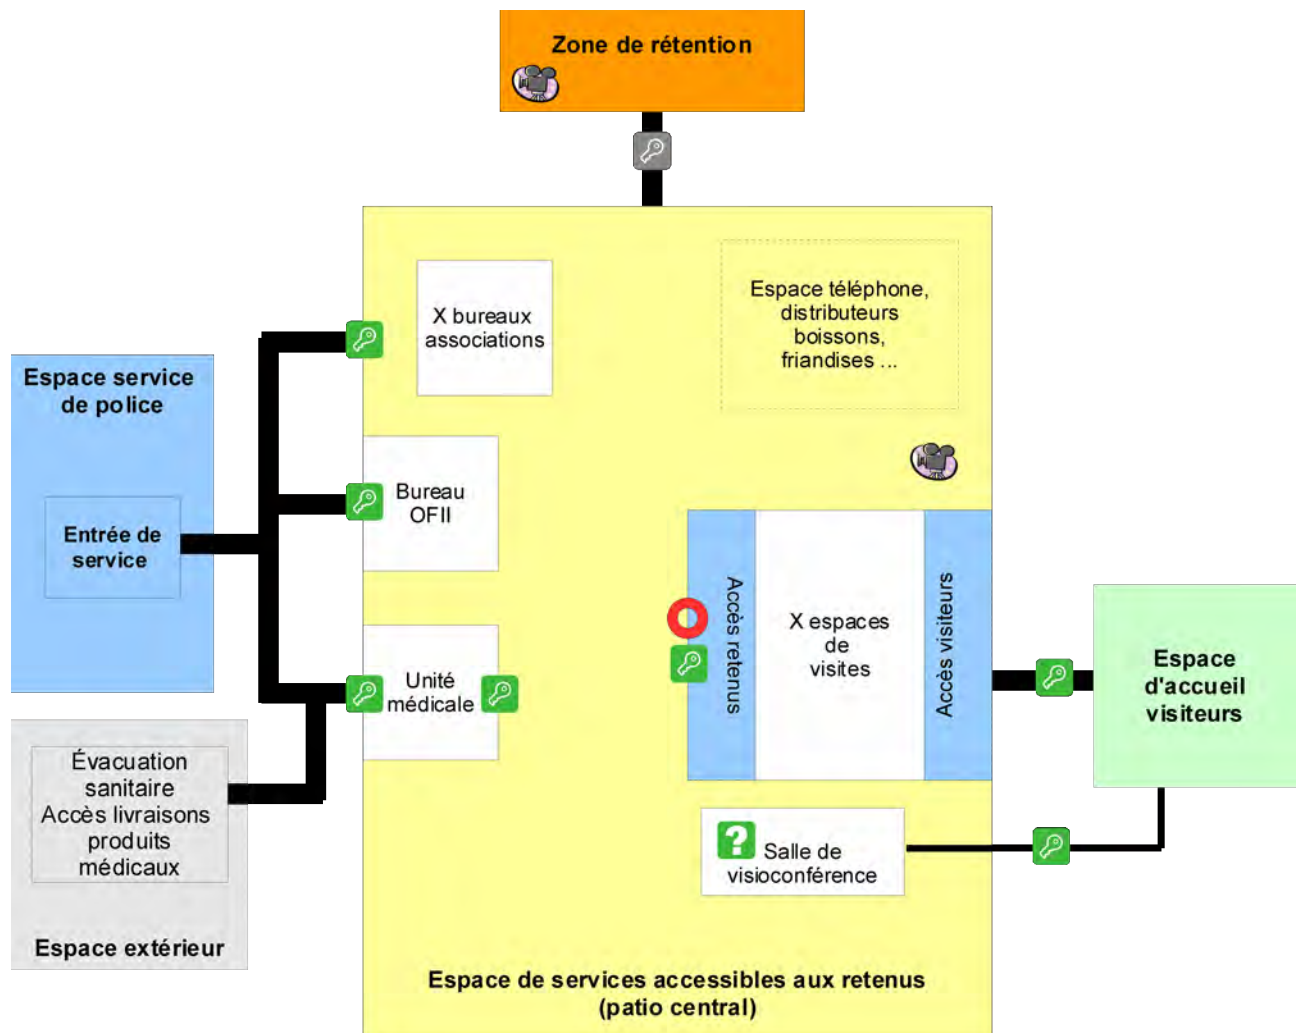 Zone de rétention
X bureaux
associations
Espace téléphone,
distributeurs
boissons,
friandises ...
Espace service
de police
Entrée de
service
Bureau
OFII
Unité
médicale
Accès retenus
X espaces
de
visites
Accès visiteurs
Espace
d'accueil
visiteurs
Évacuation
sanitaire
Accès livraisons
produits
médicaux
Espace extérieur
?
Salle de
visioconférence
Espace de services accessibles aux retenus
(patio central)